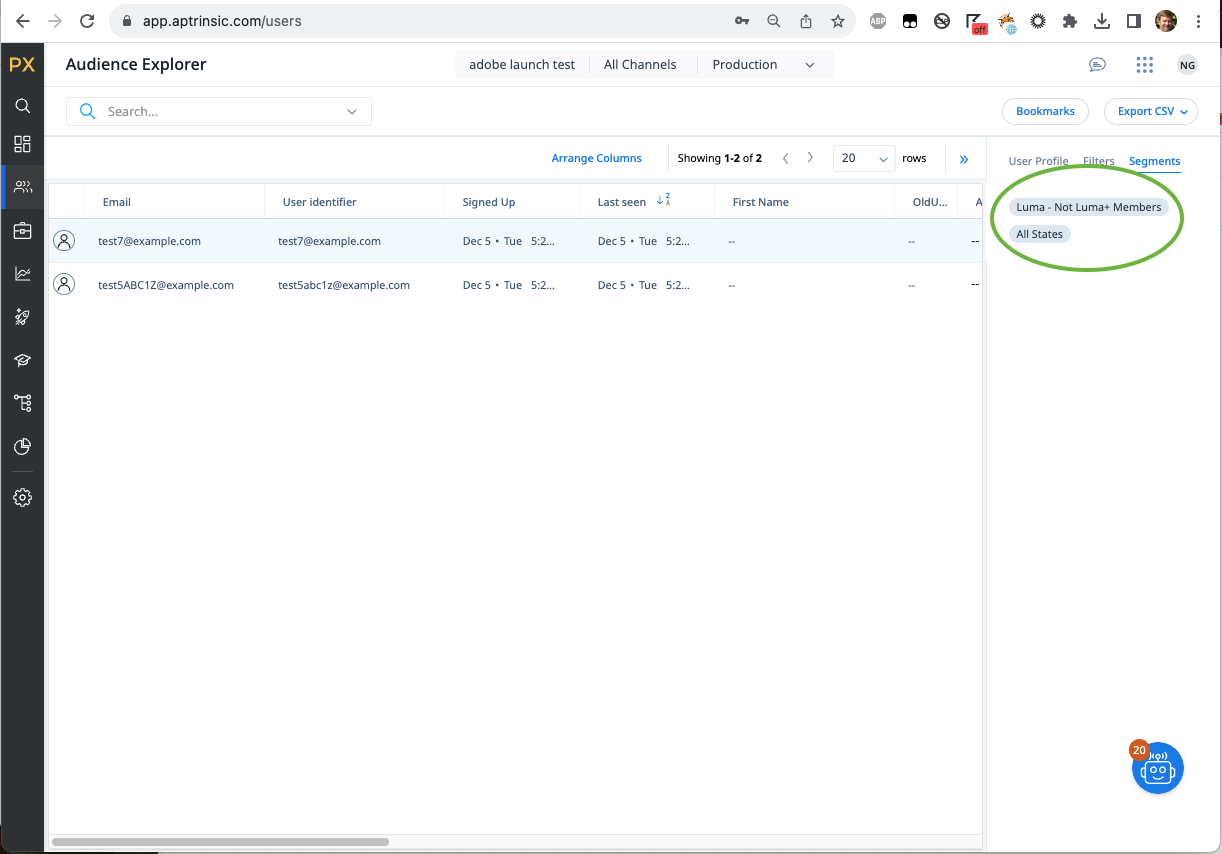 app.aptrinsic.com/users
ABP
off
PX
Audience Explorer
adobe launch test
All Channels
Production
NG
Search...
Bookmarks
Export CSV
Arrange Columns
Showing 1-2 of 2
20
rows
User Profile
Filters
Segments
Email
User identifier
Signed Up
Last seen
Z
A
First Name
OldU...
A
Luma - Not Luma+ Members
All States
test7@example.com
test7@example.com
Dec 5 • Tue 5:2...
Dec 5 • Tue 5:2...
--
--
--
test5ABC1Z@example.com
test5abc1z@example.com
Dec 5 • Tue 5:2...
Dec 5 • Tue 5:2...
--
--
--
20